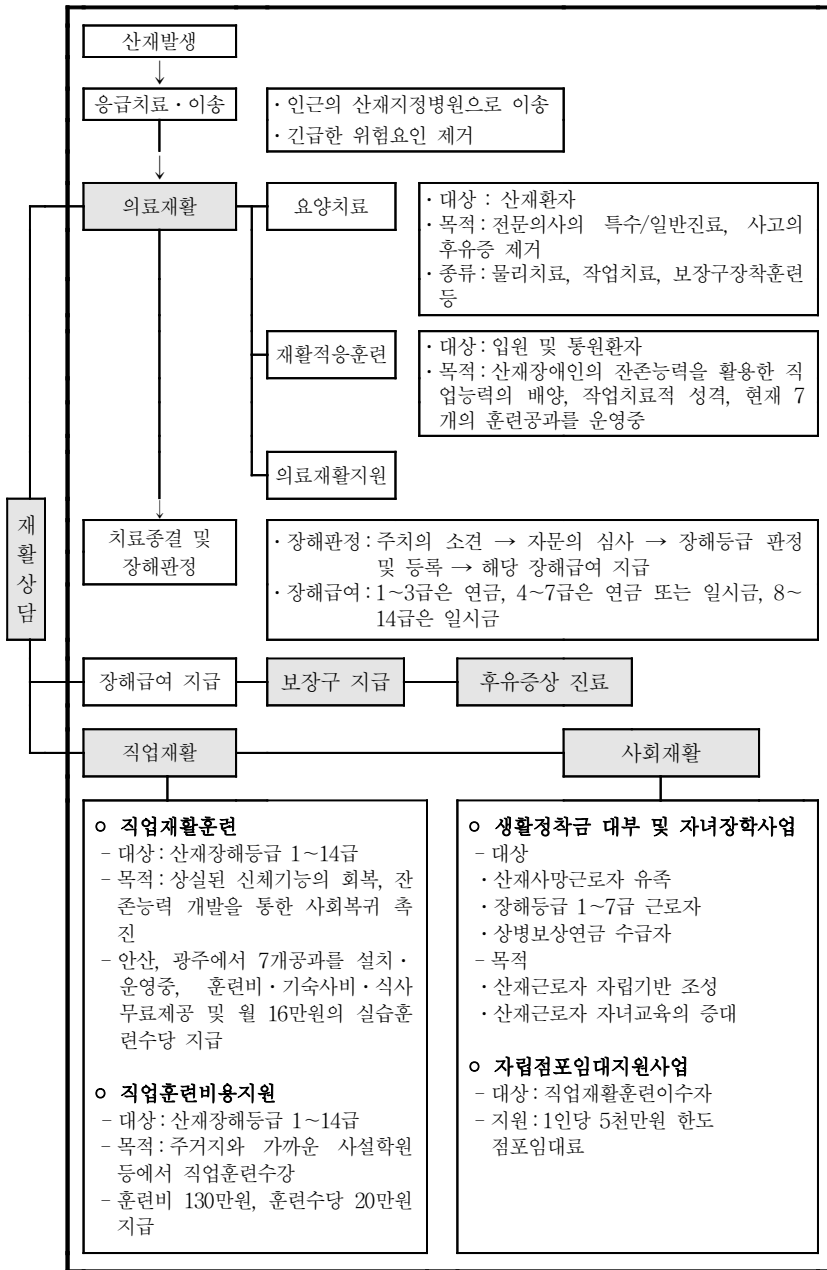 산재발생
응급치료·이송
·인근의 산재지정병원으로 이송
·긴급한 위험요인 제거
의료재활
요양치료
·대상 : 산재환자
·목적 : 전문의사의 특수/일반진료, 사고의
후유증 제거
·종류 : 물리치료, 작업치료, 보장구장착훈련
등
재활적응훈련
·대상 : 입원 및 통원환자
·목적 : 산재장애인의 잔존능력을 활용한 직
업능력의 배양, 작업치료적 성격, 현재 7
개의 훈련공과를 운영중
의료재활지원
재
활
상
담
치료종결 및
장해판정
·장해판정 : 주치의 소견 → 자문의 심사 → 장해등급 판정
및 등록 → 해당 장해급여 지급
·장해급여 : 1~3급은 연금, 4~7급은 연금 또는 일시금, 8~
14급은 일시금
장해급여 지급
보장구 지급
후유증상 진료
직업재활
사회재활
ㅇ 직업재활훈련
- 대상 : 산재장해등급 1~14급
- 목적 : 상실된 신체기능의 회복, 잔
존능력 개발을 통한 사회복귀 촉
진
- 안산, 광주에서 7개공과를 설치·
운영중, 훈련비·기숙사비·식사
무료제공 및 월 16만원의 실습훈
련수당 지급
ㅇ 직업훈련비용지원
- 대상 : 산재장해등급 1~14급
- 목적 : 주거지와 가까운 사설학원
등에서 직업훈련수강
- 훈련비 130만원, 훈련수당 20만원
지급
ㅇ 생활정착금 대부 및 자녀장학사업
- 대상
·산재사망근로자 유족
·장해등급 1~7급 근로자
·상병보상연금 수급자
- 목적
·산재근로자 자립기반 조성
·산재근로자 자녀교육의 증대
ㅇ 자립점포임대지원사업
- 대상 : 직업재활훈련이수자
- 지원 : 1인당 5천만원 한도
점포임대료